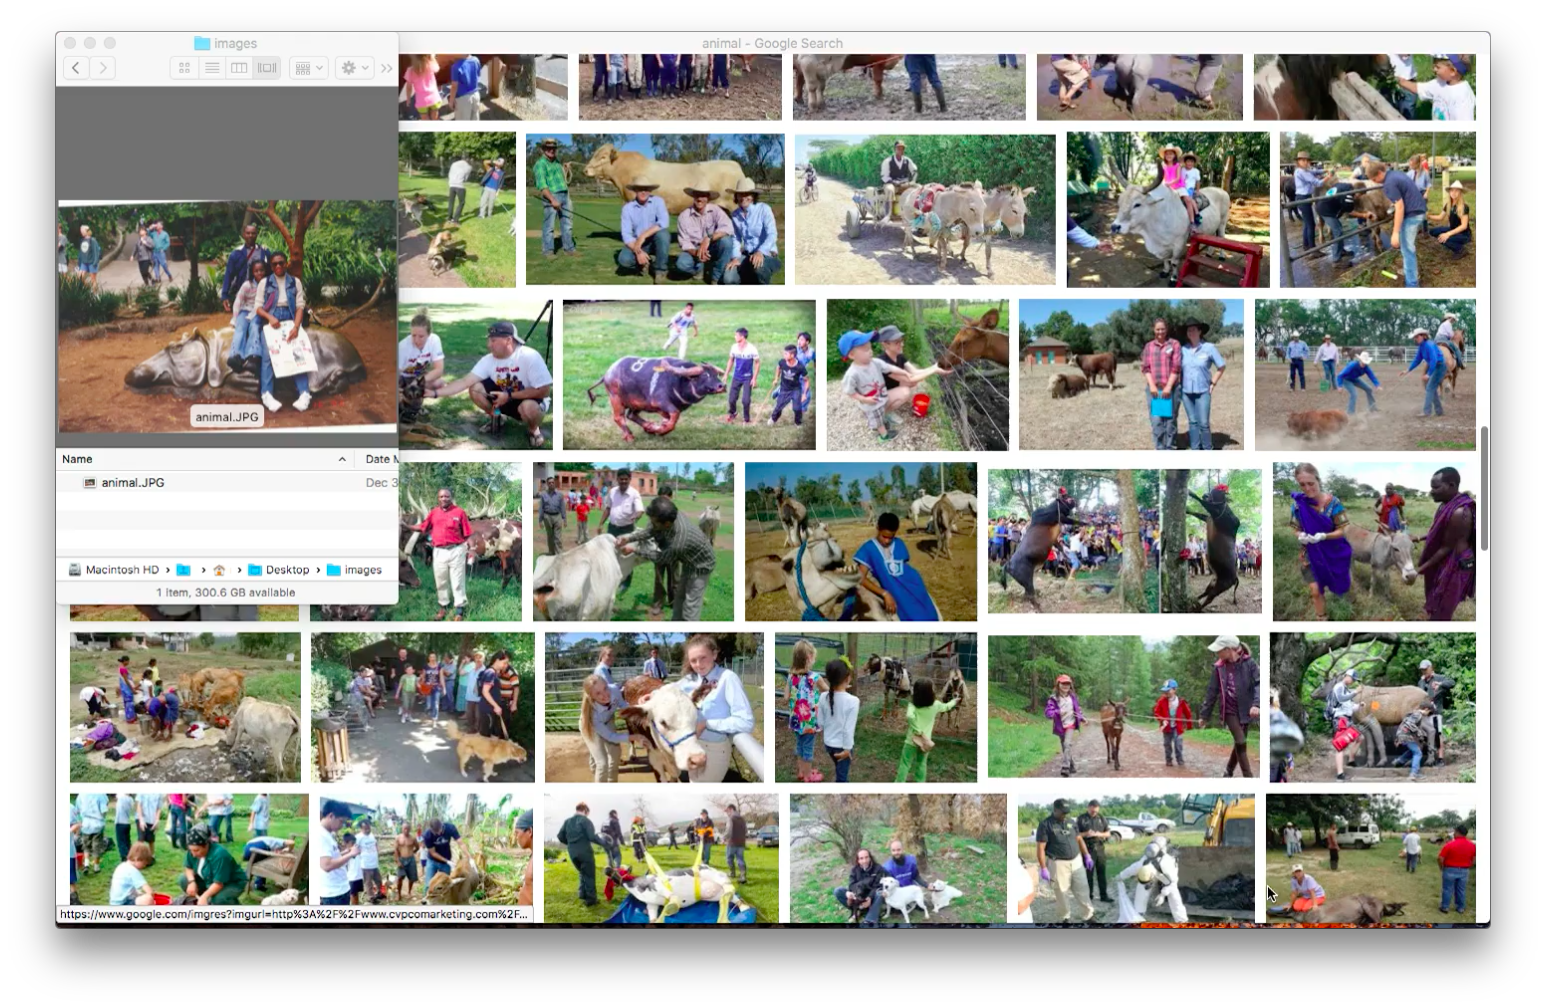 images
animal - Google Search
animal.JPG
Name
Date M
animal.JPG
Dec 3
Macintosh HD
Desktop
images
1 item, 300.6 GB available
https://www.google.com/imgres?imgurl=http%3A%2F%2Fwww.cvpcomarketing.com%2F...